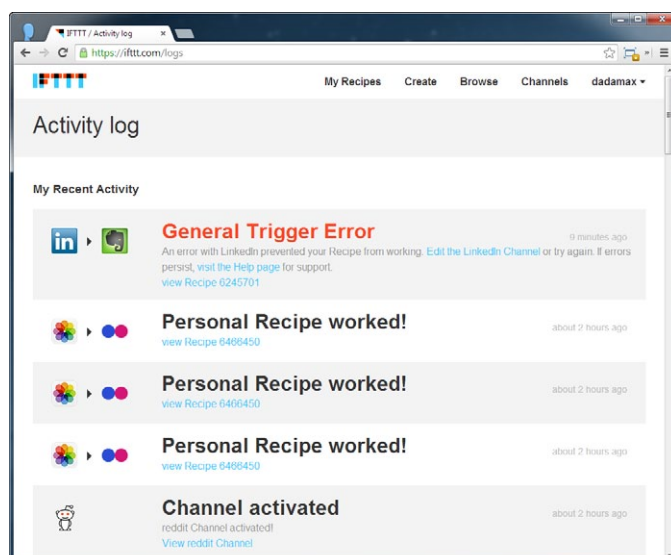 IFTTT / Activity log
https://ifttt.com/logs
IFTTT
My Recipes Create Browse Channels dadamax
Activity log
My Recent Activity
in
General Trigger Error
9 minutes ago
An error with LinkedIn prevented your Recipe from working. Edit the LinkedIn Channel or try again. If errors
persist, visit the Help page for support.
view Recipe 6245701
Personal Recipe worked!
about 2 hours ago
view Recipe 6466450
Personal Recipe worked!
about 2 hours ago
view Recipe 6466450
Personal Recipe worked!
about 2 hours ago
view Recipe 6466450
Channel activated
about 2 hours ago
reddit Channel activated!
View reddit Channel